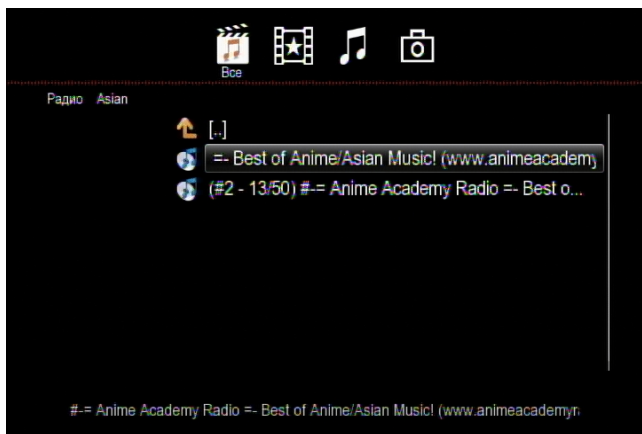 Все
Радио Asian
[..]
=- Best of Anime/Asian Music! (www.animeacademy
(#2 - 13/50) #-= Anime Academy Radio =- Best o...
#-= Anime Academy Radio =- Best of Anime/Asian Music! (www.animeacademyr